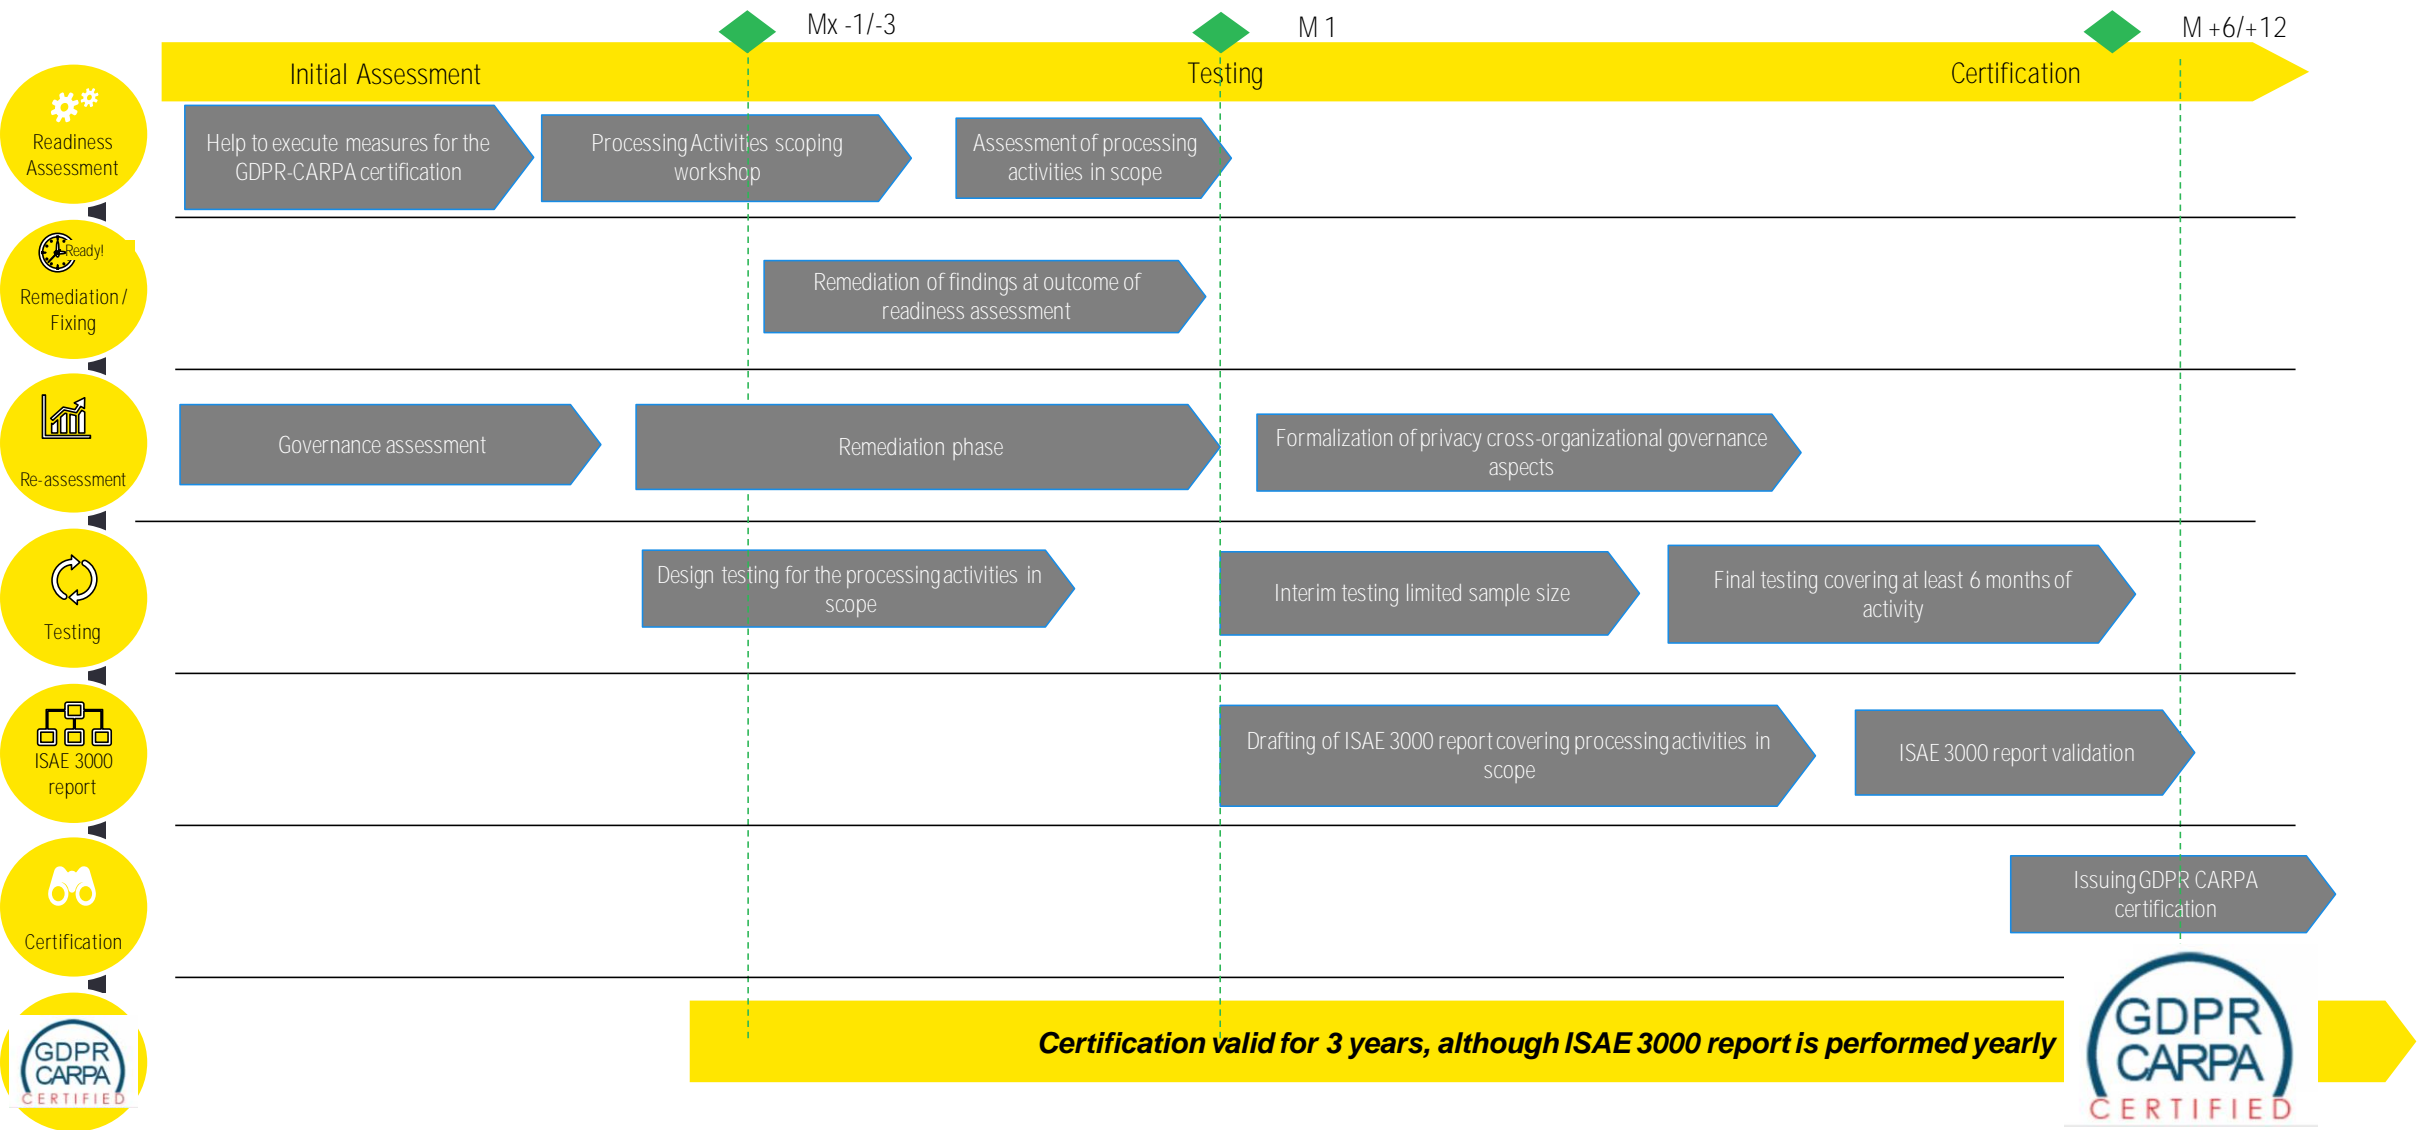 Mx -1/-3
M 1
M +6/+12
Initial Assessment
Testing
Certification
Readiness
Assessment
Help to execute measures for the
GDPR-CARPA certification
Processing Activities scoping
workshop
Assessment of processing
activities in scope
Ready!
Remediation /
Fixing
Remediation of findings at outcome of
readiness assessment
Re-assessment
Governance assessment
Remediation phase
Formalization of privacy cross-organizational governance
aspects
Testing
Design testing for the processing activities in
scope
Interim testing limited sample size
Final testing covering at least 6 months of
activity
ISAE 3000
report
Drafting of ISAE 3000 report covering processing activities in
scope
ISAE 3000 report validation
Certification
Issuing GDPR CARPA
certification
GDPR
CARPA
CERTIFIED
Certification valid for 3 years, although ISAE 3000 report is performed yearly
GDPR
CARPA
CERTIFIED